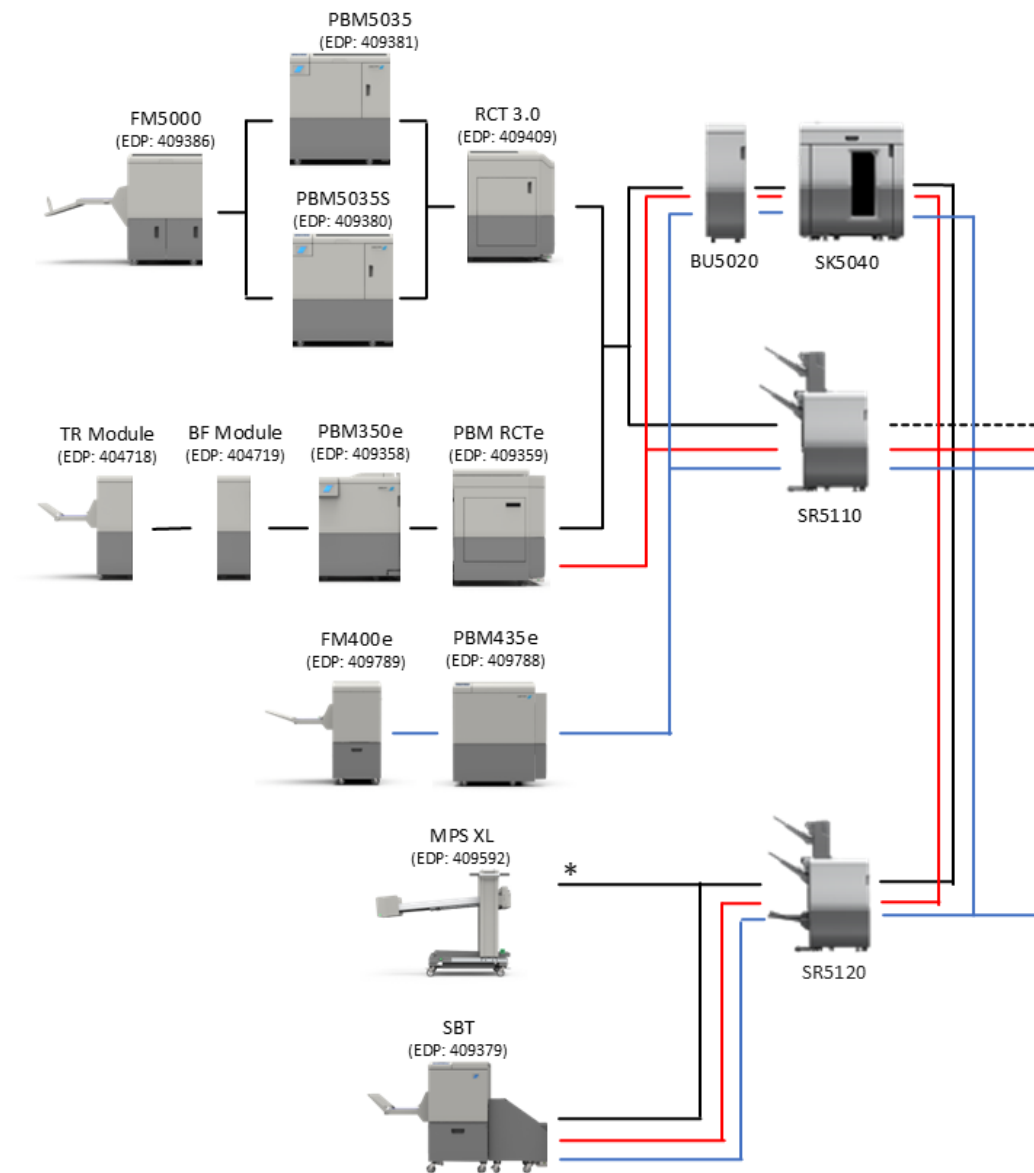 PBM5035
(EDP: 409381)
FM5000
(EDP: 409386)
RCT 3.0
(EDP: 409409)
PBM5035S
(EDP: 409380)
BU5020
SK5040
TR Module
(EDP: 404718)
BF Module
(EDP: 404719)
PBM350e
(EDP: 409358)
PBM RCTe
(EDP: 409359)
SR5110
FM400e
(EDP: 409789)
PBM435e
(EDP: 409788)
MPS XL
(EDP: 409592)
*
SR5120
SBT
(EDP: 409379)